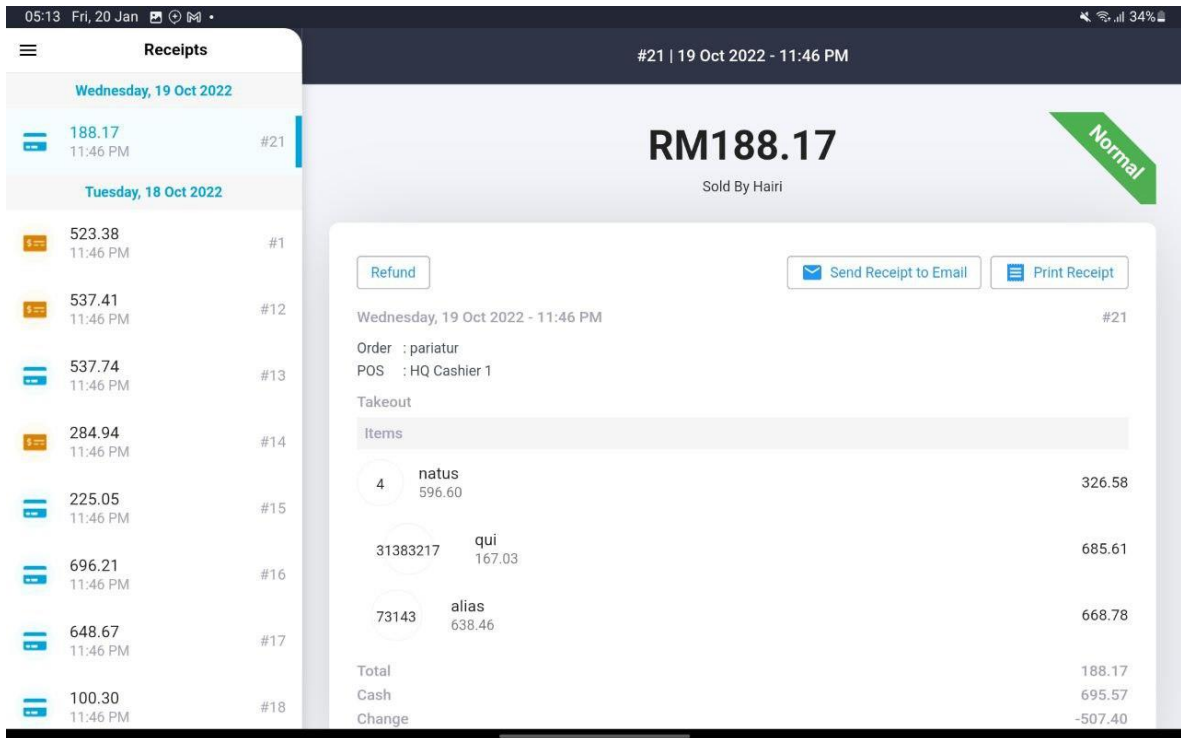 05:13 Fri, 20 Jan
34%
Receipts
Wednesday, 19 Oct 2022
188.17
11:46 PM
#21
Tuesday, 18 Oct 2022
523.38
11:46 PM
#1
537.41
11:46 PM
#12
537.74
11:46 PM
#13
284.94
11:46 PM
#14
225.05
11:46 PM
#15
696.21
11:46 PM
#16
648.67
11:46 PM
#17
100.30
11:46 PM
#18
#21 | 19 Oct 2022 - 11:46 PM
RM188.17
Sold By Hairi
Normal
Refund
Send Receipt to Email
Print Receipt
Wednesday, 19 Oct 2022 - 11:46 PM #21
Order : pariatur
POS : HQ Cashier 1
Takeout
Items
4 natus 326.58
596.60
31383217 qui 685.61
167.03
73143 alias 668.78
638.46
Total 188.17
Cash 695.57
Change -507.40